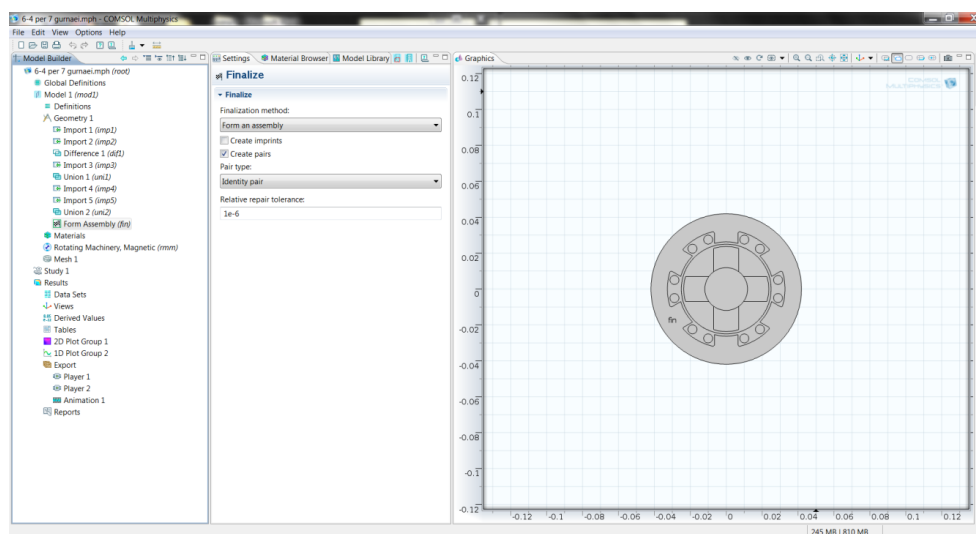 6-4 per 7 gurnaei.mph - COMSOL Multiphysics
File Edit View Options Help
Model Builder
6-4 per 7 gurnaei.mph (root)
Global Definitions
Model 1 (mod1)
Definitions
Geometry 1
Import 1 (imp1)
Import 2 (imp2)
Difference 1 (dif1)
Import 3 (imp3)
Union 1 (uni1)
Import 4 (imp4)
Import 5 (imp5)
Union 2 (uni2)
Form Assembly (fin)
Materials
Rotating Machinery, Magnetic (rmm)
Mesh 1
Study 1
Results
Data Sets
Views
Derived Values
Tables
2D Plot Group 1
1D Plot Group 2
Export
Player 1
Player 2
Animation 1
Reports
Settings Material Browser Model Library
Finalize
Finalize
Finalization method:
Form an assembly
Create imprints
Create pairs
Pair type:
Identity pair
Relative repair tolerance:
1e-6
Graphics
COMSOL
MULTIPHYSICS
0.12
0.1
0.08
0.06
0.04
0.02
0
-0.02
-0.04
-0.06
-0.08
-0.1
-0.12
fin
-0.12 -0.1 -0.08 -0.06 -0.04 -0.02 0 0.02 0.04 0.06 0.08 0.1 0.12
245 MB | 810 MB